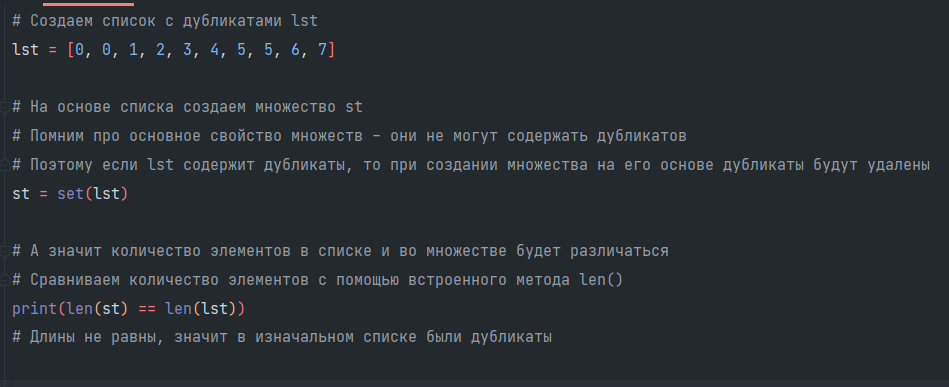 # Создаем список с дубликатами lst
lst = [0, 0, 1, 2, 3, 4, 5, 5, 6, 7]
# На основе списка создаем множество st
# Помним про основное свойство множеств – они не могут содержать дубликатов
# Поэтому если lst содержит дубликаты, то при создании множества на его основе дубликаты будут удалены
st = set(lst)
# А значит количество элементов в списке и во множестве будет различаться
# Сравниваем количество элементов с помощью встроенного метода len()
print(len(st) == len(lst))
# Длины не равны, значит в изначальном списке были дубликаты